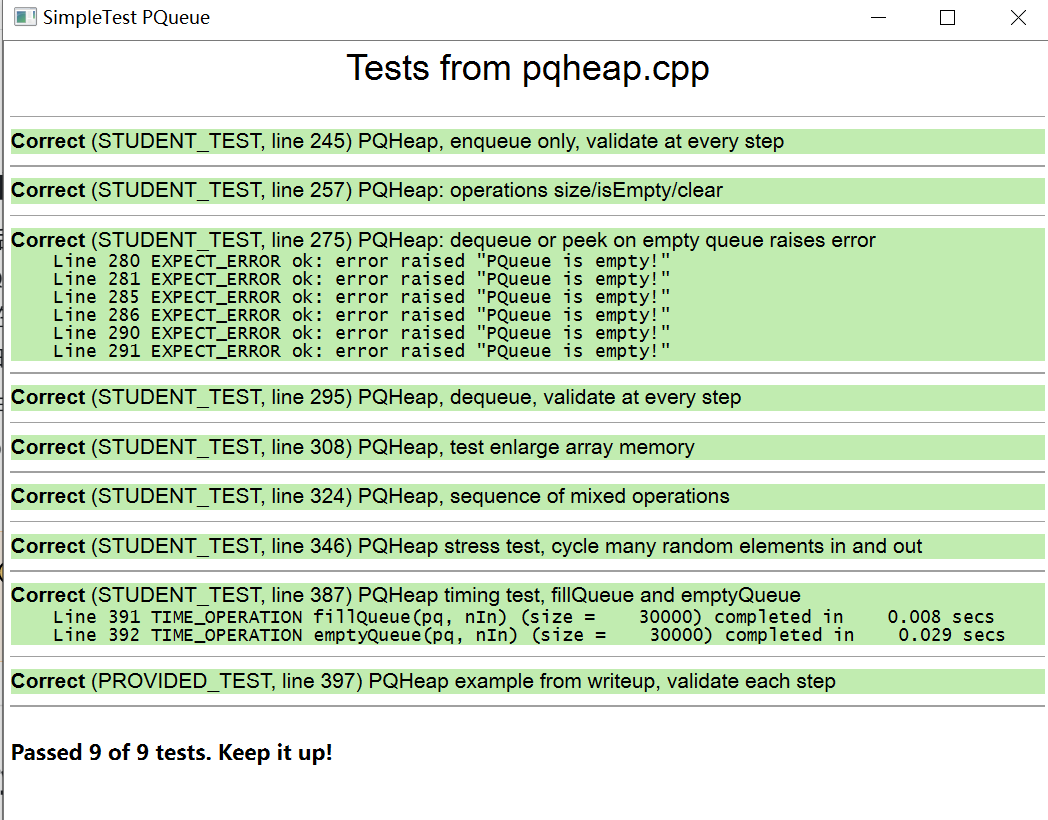 SimpleTest PQueue
Tests from pqheap.cpp
Correct (STUDENT_TEST, line 245) PQHeap, enqueue only, validate at every step
Correct (STUDENT_TEST, line 257) PQHeap: operations size/isEmpty/clear
Correct (STUDENT_TEST, line 275) PQHeap: dequeue or peek on empty queue raises error
Line 280 EXPECT_ERROR ok: error raised "PQueue is empty!"
Line 281 EXPECT_ERROR ok: error raised "PQueue is empty!"
Line 285 EXPECT_ERROR ok: error raised "PQueue is empty!"
Line 286 EXPECT_ERROR ok: error raised "PQueue is empty!"
Line 290 EXPECT_ERROR ok: error raised "PQueue is empty!"
Line 291 EXPECT_ERROR ok: error raised "PQueue is empty!"
Correct (STUDENT_TEST, line 295) PQHeap, dequeue, validate at every step
Correct (STUDENT_TEST, line 308) PQHeap, test enlarge array memory
Correct (STUDENT_TEST, line 324) PQHeap, sequence of mixed operations
Correct (STUDENT_TEST, line 346) PQHeap stress test, cycle many random elements in and out
Correct (STUDENT_TEST, line 387) PQHeap timing test, fillQueue and emptyQueue
Line 391 TIME_OPERATION fillQueue(pq, nIn) (size =    30000) completed in    0.008 secs
Line 392 TIME_OPERATION emptyQueue(pq, nIn) (size =    30000) completed in    0.029 secs
Correct (PROVIDED_TEST, line 397) PQHeap example from writeup, validate each step
Passed 9 of 9 tests. Keep it up!